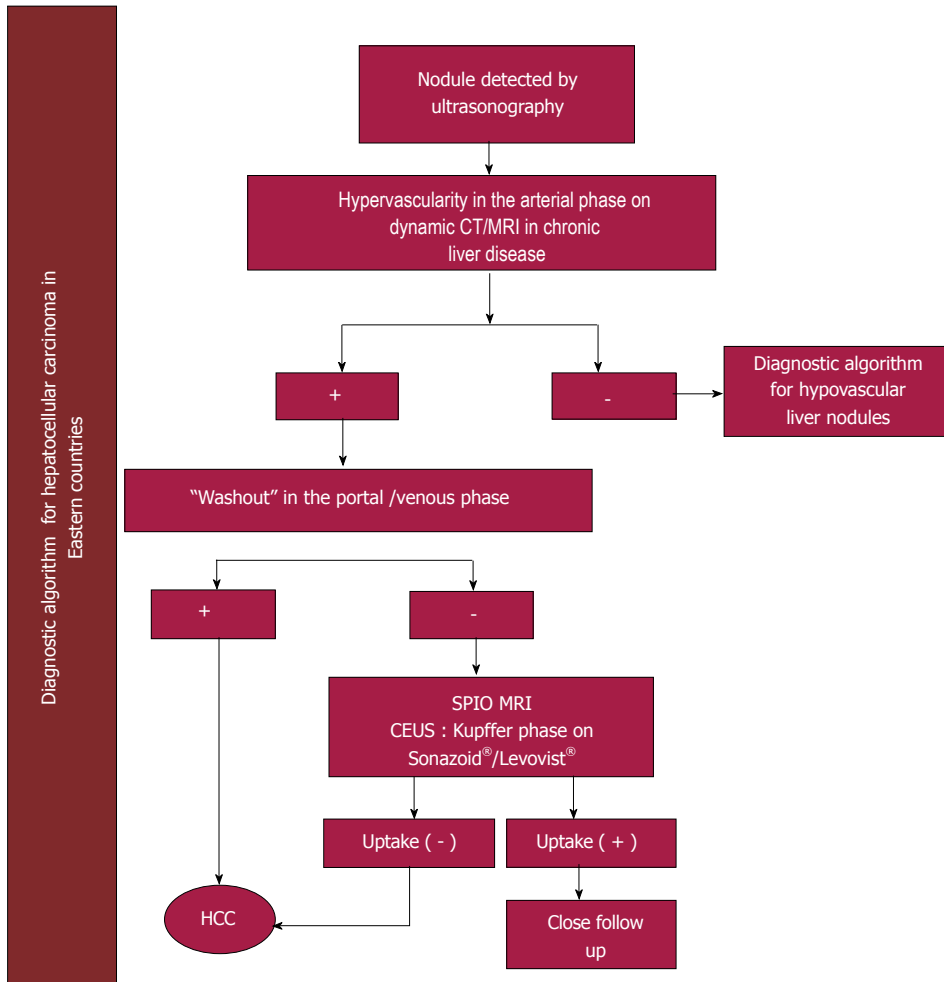 Diagnostic algorithm for hepatocellular carcinoma in
Eastern countries
Nodule detected by
ultrasonography
Hypervascularity in the arterial phase on
dynamic CT/MRI in chronic
liver disease
+
-
Diagnostic algorithm
for hypovascular
liver nodules
“Washout” in the portal /venous phase
+
-
SPIO MRI
CEUS : Kupffer phase on
Sonazoid®/Levovist®
Uptake ( - )
Uptake ( + )
HCC
Close follow
up